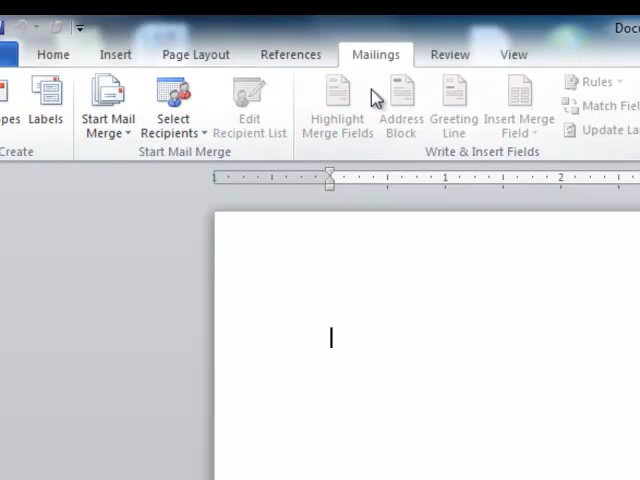 Docu
Home Insert Page Layout References Mailings Review View
opes Labels Start Mail Merge Select Recipients Edit Recipient List Highlight Merge Fields Address Block Greeting Line Insert Merge Field Rules
Match Fiel
Update La
Create Start Mail Merge Write & Insert Fields
1 1 2